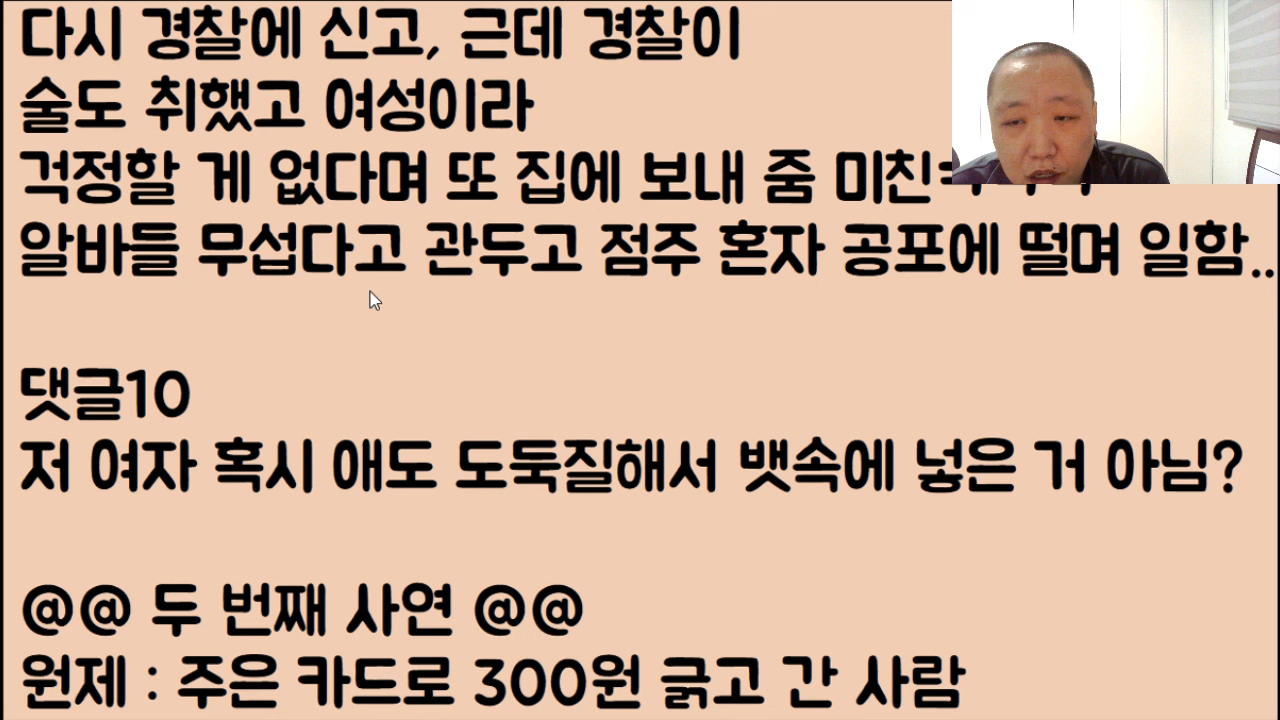 다시 경찰에 신고, 근데 경찰이
술도 취했고 여성이라
걱정할 게 없다며 또 집에 보내 줌
알바들 무섭다고 관두고 점주 혼자 공포에 떨며 일함..
댓글10
저 여자 혹시 애도 도둑질해서 뱃속에 넣은 거 아님?
@@ 두 번째 사연 @@
원제 : 주은 카드로 300원 긁고 간 사람